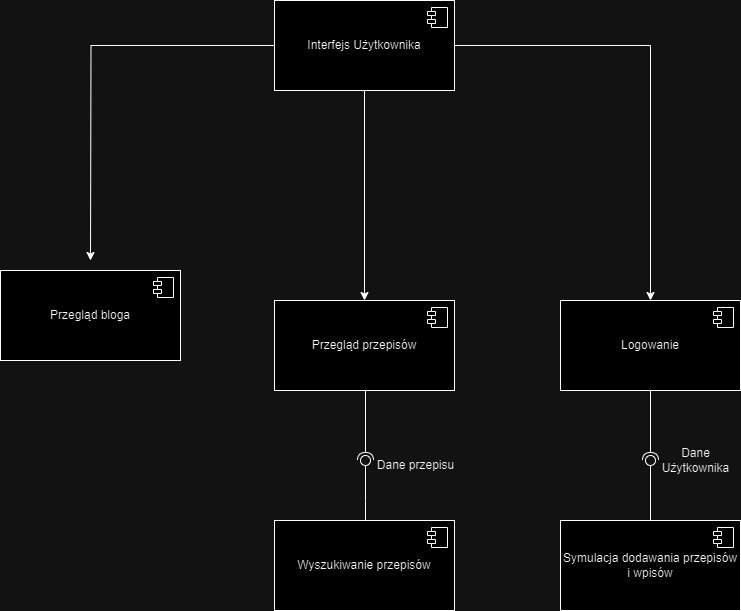 Interfejs Użytkownika
Przegląd bloga
Przegląd przepisów
Logowanie
Dane przepisu
Dane
Użytkownika
Wyszukiwanie przepisów
Symulacja dodawania przepisów
i wpisów